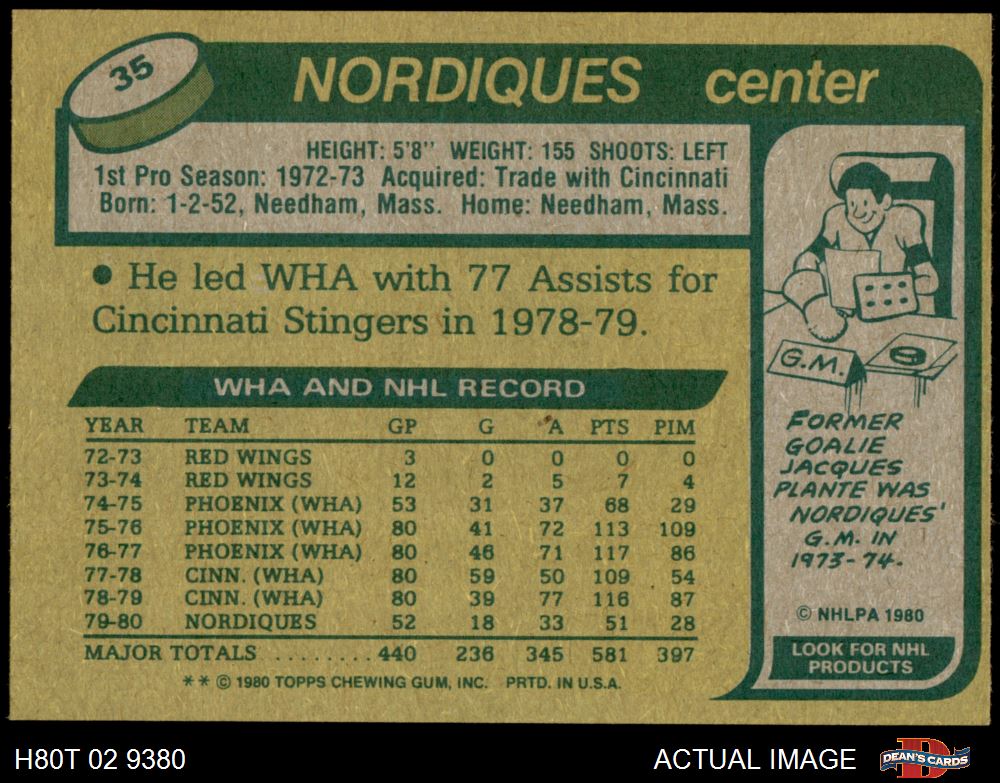 35
NORDIQUES center
HEIGHT: 5'8" WEIGHT: 155 SHOOTS: LEFT
1st Pro Season: 1972-73 Acquired: Trade with Cincinnati
Born: 1-2-52, Needham, Mass. Home: Needham, Mass.
• He led WHA with 77 Assists for
Cincinnati Stingers in 1978-79.
WHA AND NHL RECORD
YEAR TEAM GP G A PTS PIM
72-73 RED WINGS 3 0 0 0 0
73-74 RED WINGS 12 2 5 7 4
74-75 PHOENIX (WHA) 53 31 37 68 29
75-76 PHOENIX (WHA) 80 41 72 113 109
76-77 PHOENIX (WHA) 80 46 71 117 86
77-78 CINN. (WHA) 80 59 50 109 54
78-79 CINN. (WHA) 80 39 77 116 87
79-80 NORDIQUES 52 18 33 51 28
MAJOR TOTALS ......... 440 236 345 581 397
** © 1980 TOPPS CHEWING GUM, INC. PRTD. IN U.S.A.
G.M.
FORMER
GOALIE
JACQUES
PLANTE WAS
NORDIQUES'
G.M. IN
1973-74.
© NHLPA 1980
LOOK FOR NHL
PRODUCTS
H80T 02 9380
ACTUAL IMAGE
DEAN'S CARDS